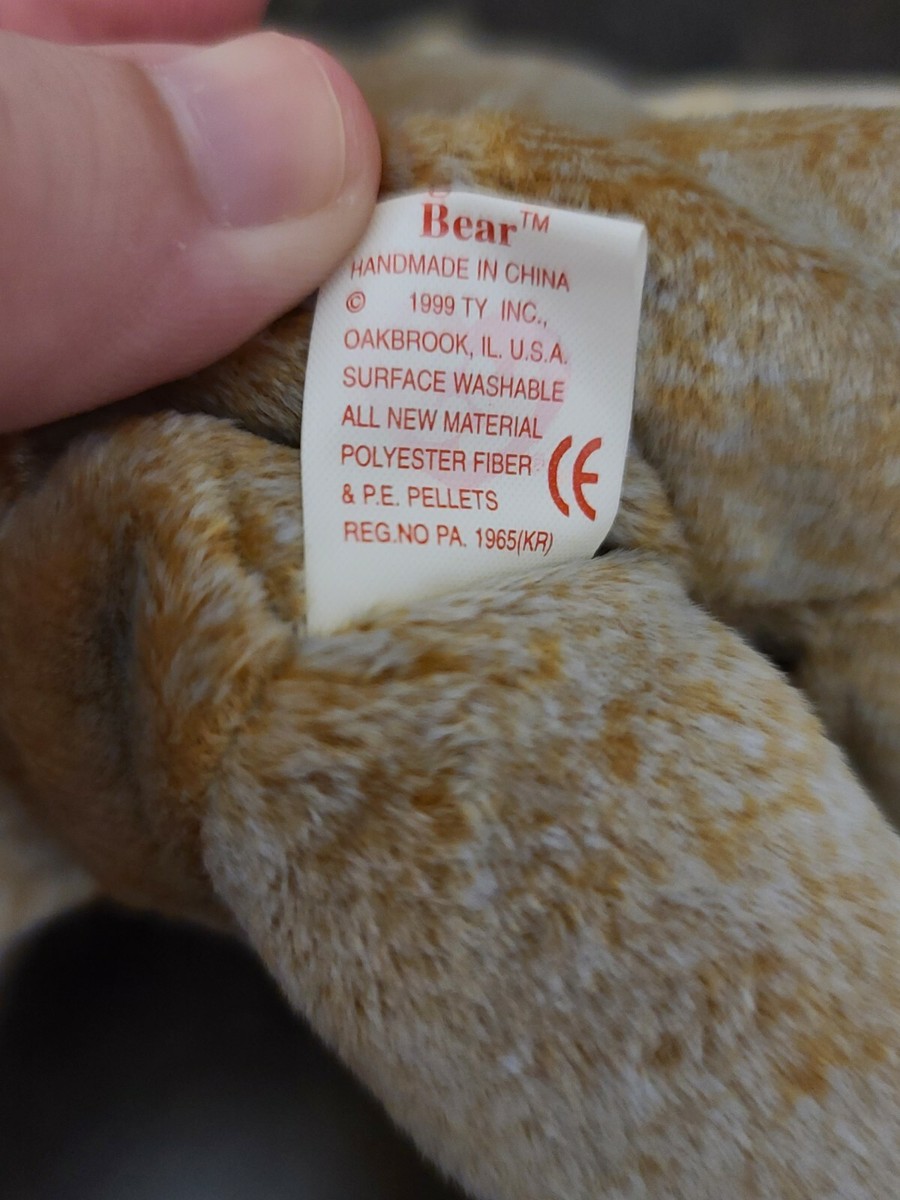 Bear™
HANDMADE IN CHINA
© 1999 TY INC.,
OAKBROOK, IL. U.S.A.
SURFACE WASHABLE
ALL NEW MATERIAL
POLYESTER FIBER
& P.E. PELLETS CE
REG.NO PA. 1965(KR)